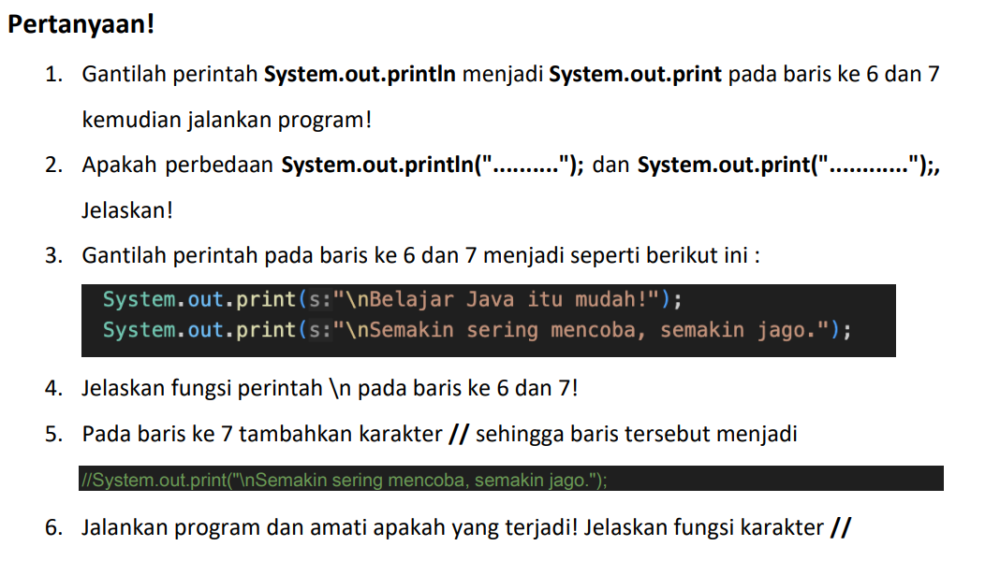 Pertanyaan!
1. Gantilah perintah System.out.println menjadi System.out.print pada baris ke 6 dan 7
kemudian jalankan program!
2. Apakah perbedaan System.out.println(".........."); dan System.out.print("............");,
Jelaskan!
3. Gantilah perintah pada baris ke 6 dan 7 menjadi seperti berikut ini :
System.out.print(s:"\nBelajar Java itu mudah!");
System.out.print(s:"\nSemakin sering mencoba, semakin jago.");
4. Jelaskan fungsi perintah \n pada baris ke 6 dan 7!
5. Pada baris ke 7 tambahkan karakter // sehingga baris tersebut menjadi
//System.out.print("\nSemakin sering mencoba, semakin jago.");
6. Jalankan program dan amati apakah yang terjadi! Jelaskan fungsi karakter //